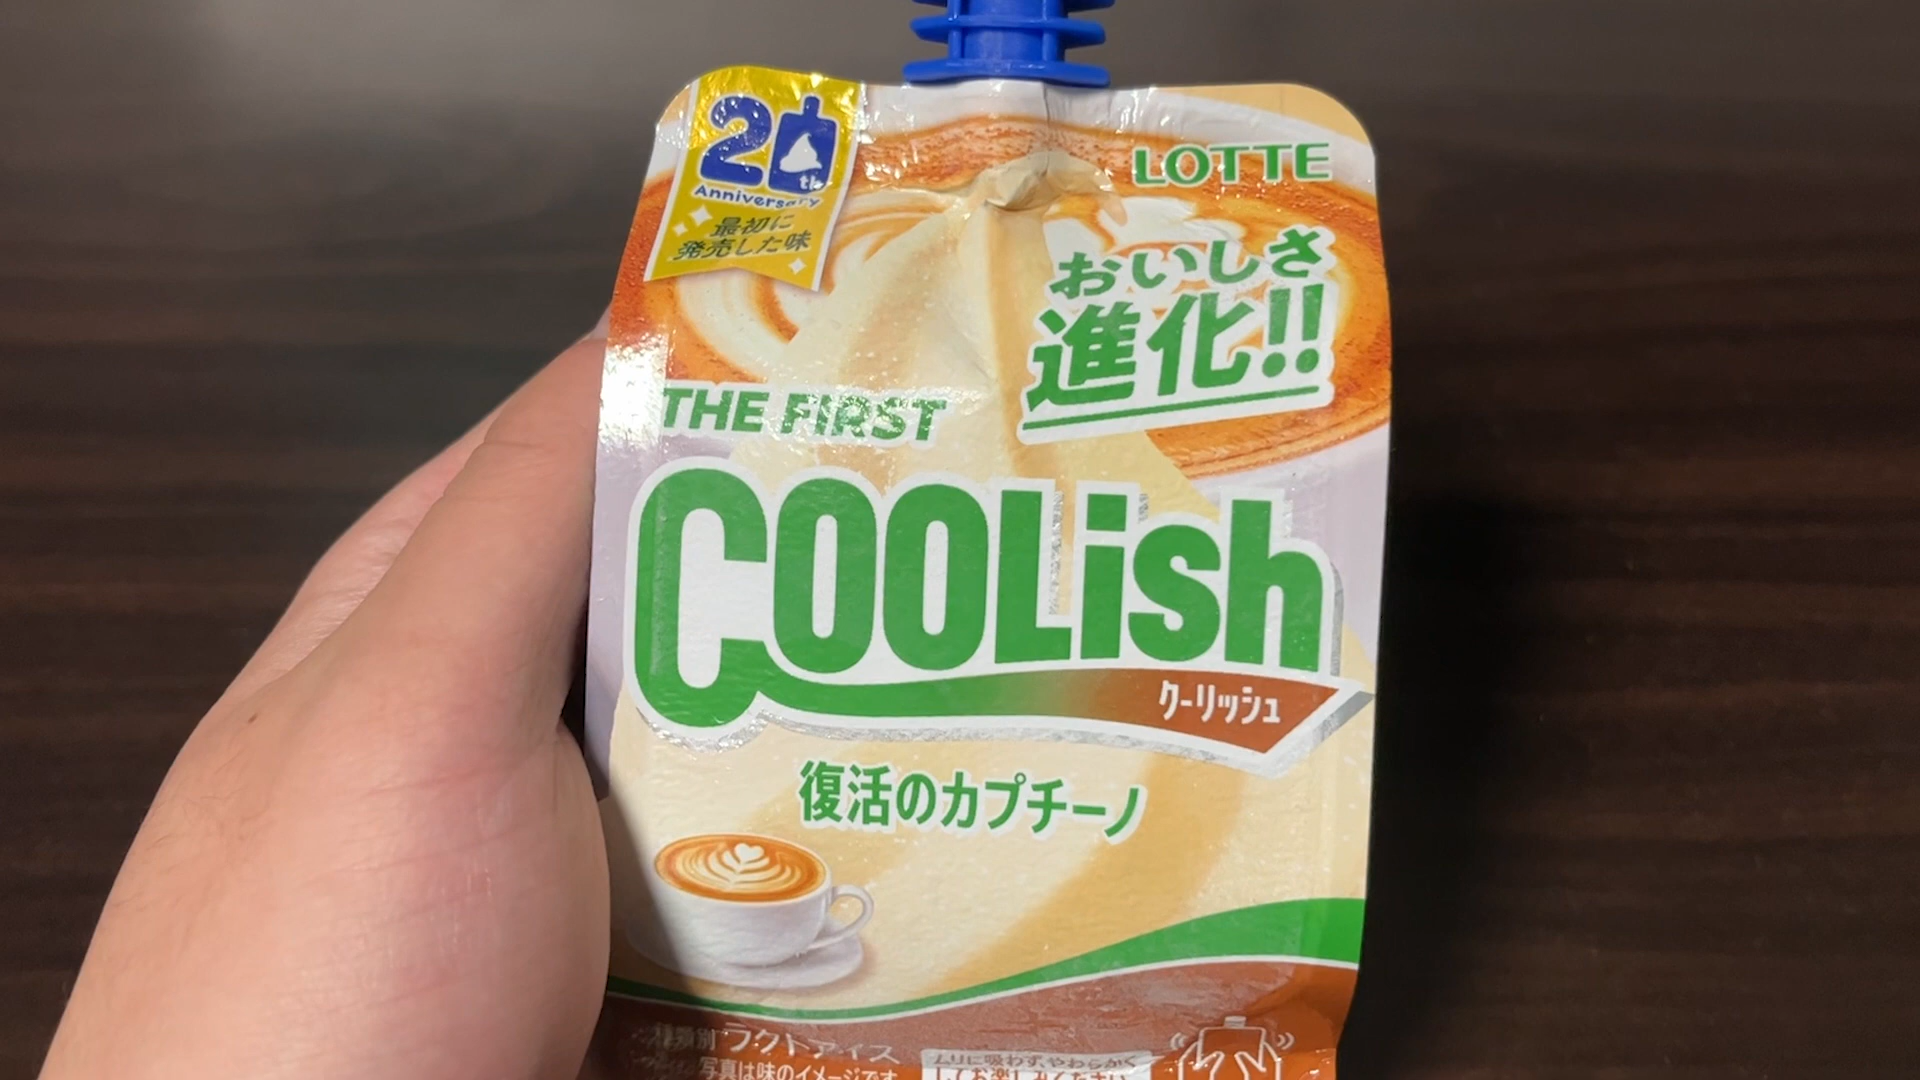 20th
Anniversary
最初に
発売した味
LOTTE
おいしさ
進化!!
THE FIRST
COOLish
クーリッシュ
復活のカプチーノ
種類別 ラクトアイス
写真は味のイメージです
ムリに吸わず、やわらかく
してお楽しみください